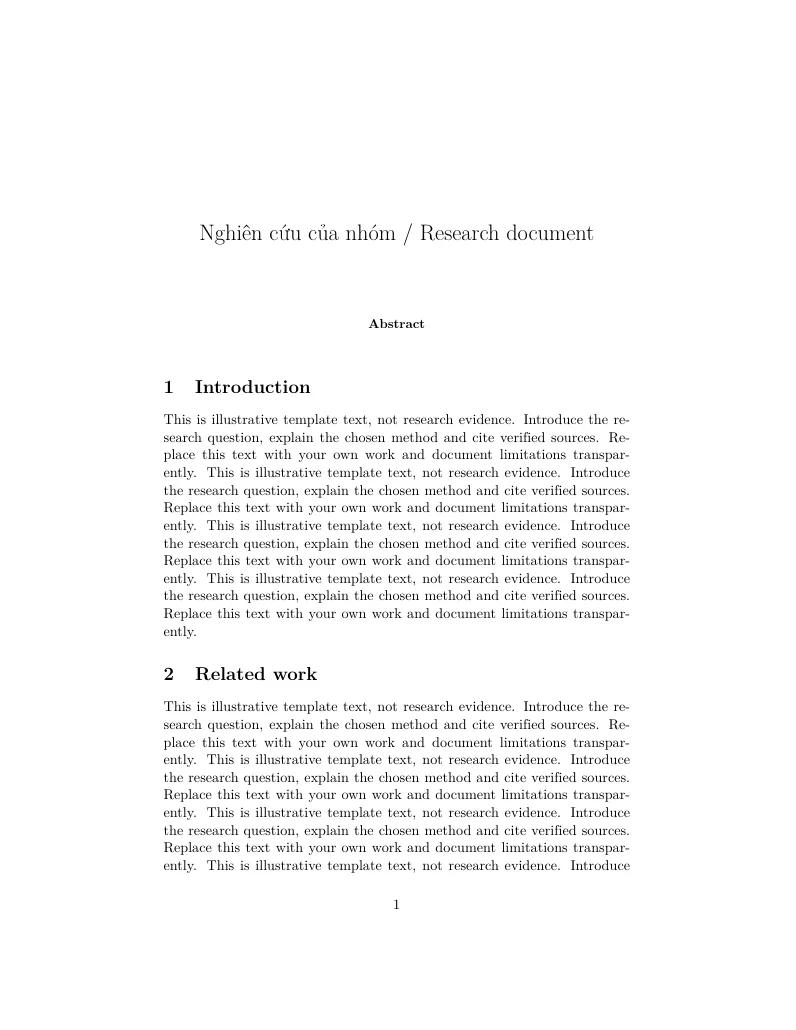 Nghiên cứu của nhóm / Research document
Abstract
1 Introduction
This is illustrative template text, not research evidence. Introduce the re-
search question, explain the chosen method and cite verified sources. Re-
place this text with your own work and document limitations transpar-
ently. This is illustrative template text, not research evidence. Introduce
the research question, explain the chosen method and cite verified sources.
Replace this text with your own work and document limitations transpar-
ently. This is illustrative template text, not research evidence. Introduce
the research question, explain the chosen method and cite verified sources.
Replace this text with your own work and document limitations transpar-
ently. This is illustrative template text, not research evidence. Introduce
the research question, explain the chosen method and cite verified sources.
Replace this text with your own work and document limitations transpar-
ently.
2 Related work
This is illustrative template text, not research evidence. Introduce the re-
search question, explain the chosen method and cite verified sources. Re-
place this text with your own work and document limitations transpar-
ently. This is illustrative template text, not research evidence. Introduce
the research question, explain the chosen method and cite verified sources.
Replace this text with your own work and document limitations transpar-
ently. This is illustrative template text, not research evidence. Introduce
the research question, explain the chosen method and cite verified sources.
Replace this text with your own work and document limitations transpar-
ently. This is illustrative template text, not research evidence. Introduce
1